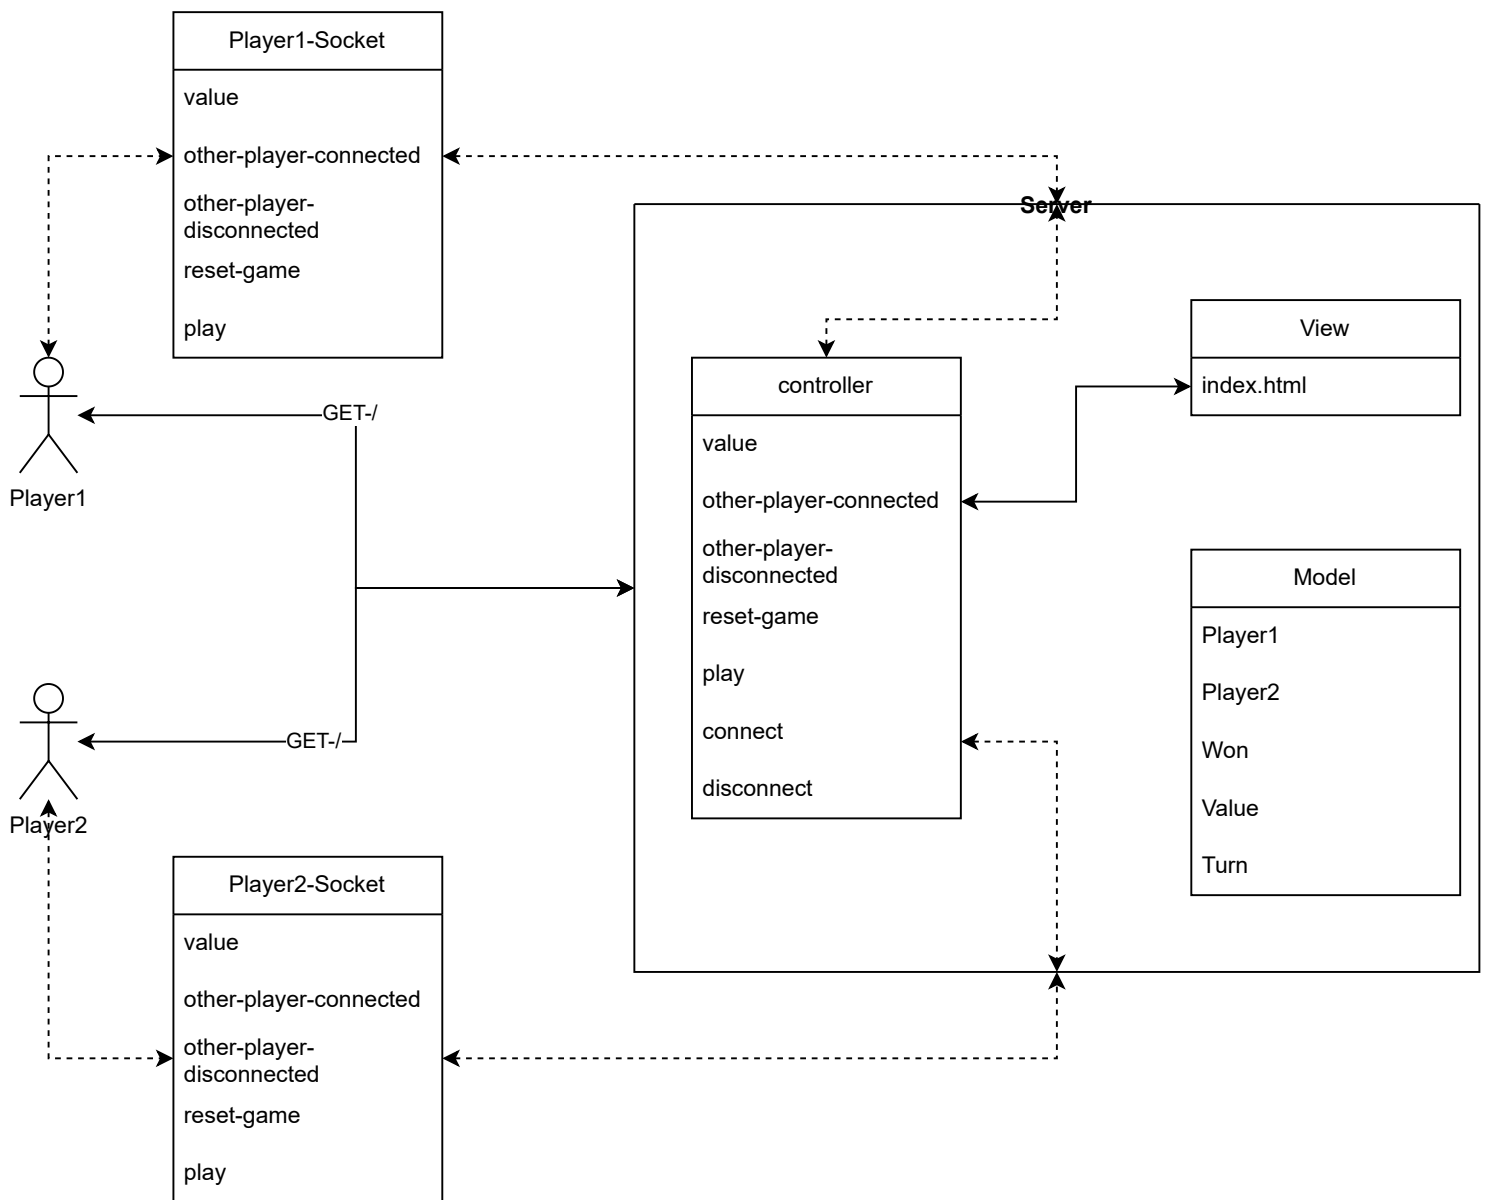 Player1-Socket
value
other-player-connected
other-player-
disconnected
reset-game
play
Server
View
index.html
controller
value
other-player-connected
other-player-
disconnected
reset-game
play
connect
disconnect
Model
Player1
Player2
Won
Value
Turn
GET-/
Player1
GET-/
Player2
Player2-Socket
value
other-player-connected
other-player-
disconnected
reset-game
play